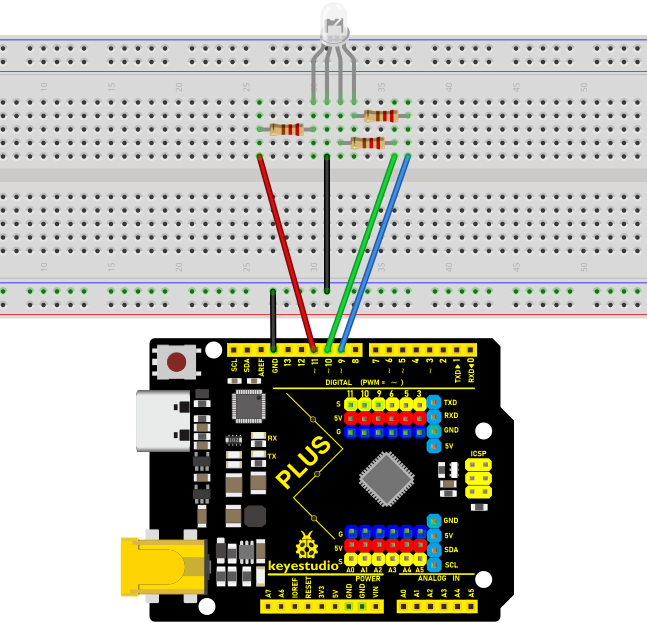 10 15 20 25 30 35 40 45 50 55
10 15 20 25 30 35 40 45 50 55
SCL SDA AREF GND 13 12 ~11 ~10 ~9 8 7 ~6 ~5 4 ~3 2 TXD▸1 RXD◂0
DIGITAL (PWM = ~)
11 10 9 6 5 3
S
5V
G
TXD
RXD
GND
5V
RX
TX
PLUS
ICSP
GND
5V
SDA
SCL
G
5V
S
A0 A1 A2 A3 A4 A5
keyestudio
POWER
ANALOG IN
A7 A6 IOREF RESET 3V3 5V GND GND VIN A0 A1 A2 A3 A4 A5